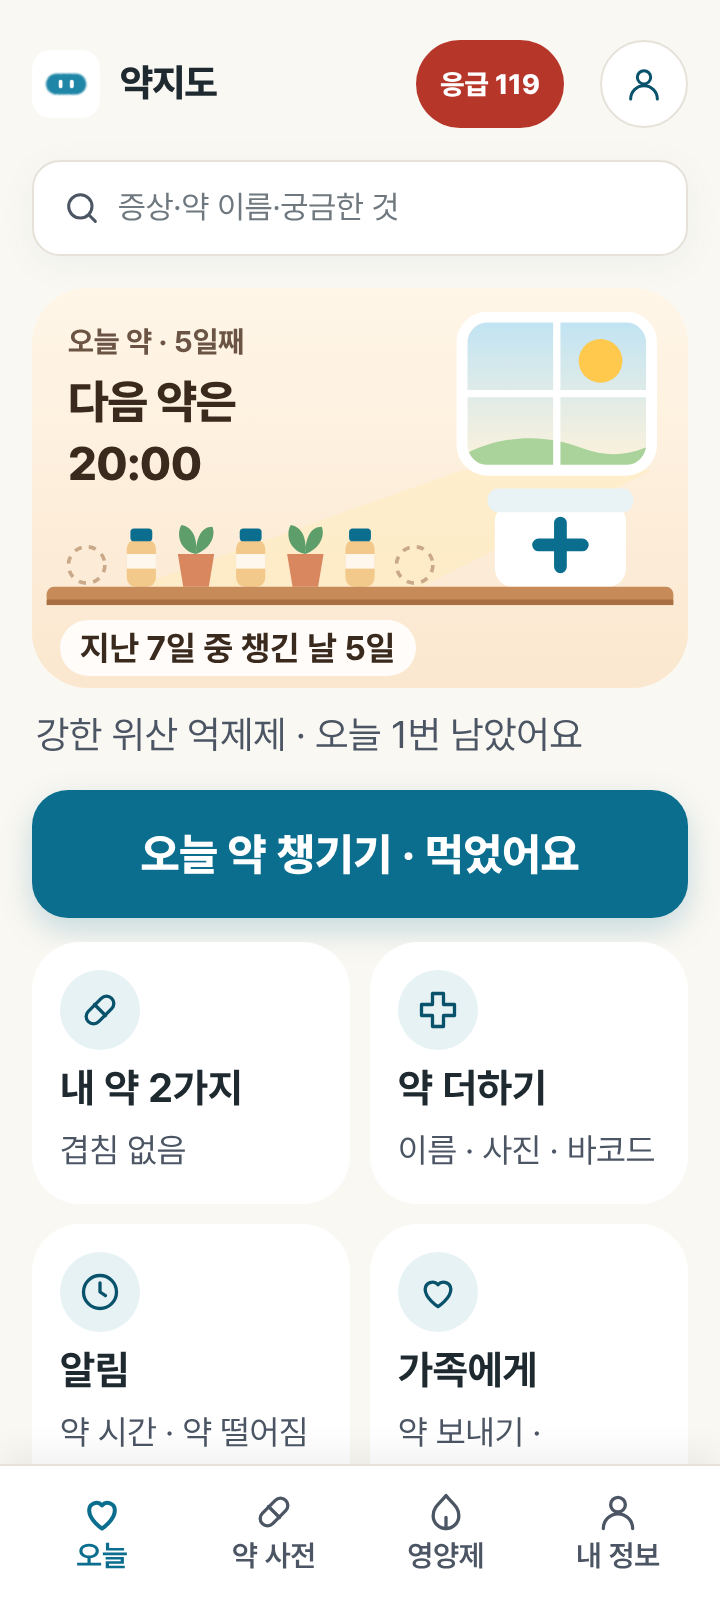 약지도
응급 119
증상·약 이름·궁금한 것
오늘 약 · 5일째
다음 약은
20:00
지난 7일 중 챙긴 날 5일
강한 위산 억제제 · 오늘 1번 남았어요
오늘 약 챙기기 · 먹었어요
내 약 2가지
겹침 없음
약 더하기
이름 · 사진 · 바코드
알림
약 시간 · 약 떨어짐
가족에게
약 보내기 ·
오늘
약 사전
영양제
내 정보